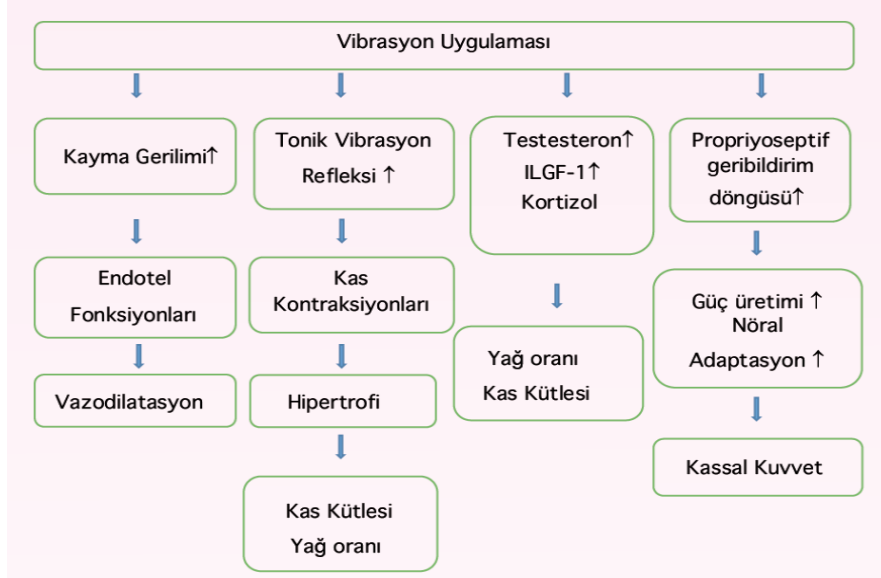 Vibrasyon Uygulaması
Kayma Gerilimi↑
Tonik Vibrasyon
Refleksi ↑
Testesteron↑
ILGF-1↑
Kortizol
Propriyoseptif
geribildirim
döngüsü↑
Endotel
Fonksiyonları
Kas
Kontraksiyonları
Güç üretimi ↑
Nöral
Adaptasyon ↑
Yağ oranı
Kas Kütlesi
Vazodilatasyon
Hipertrofi
Kassal Kuvvet
Kas Kütlesi
Yağ oranı